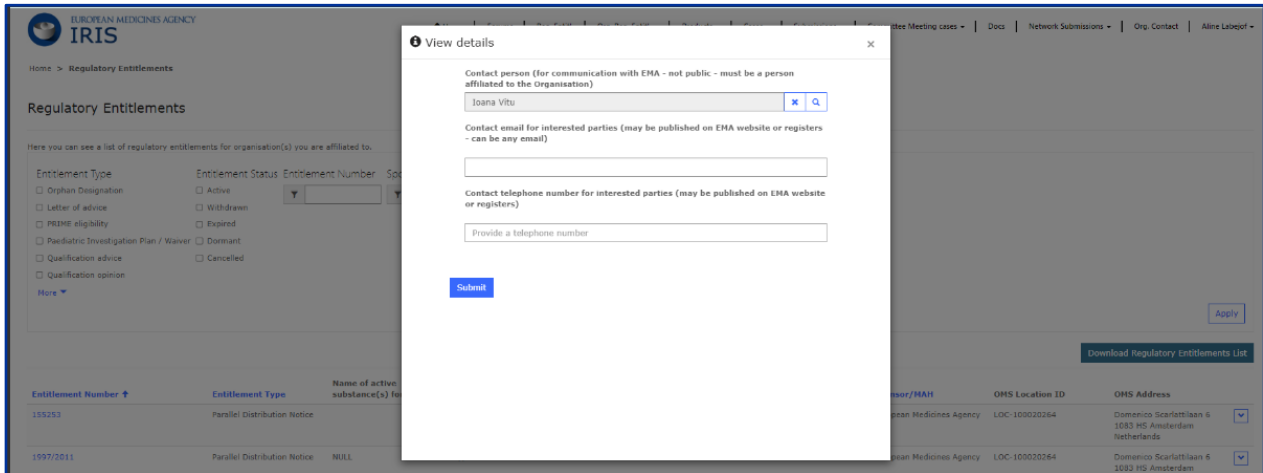 EUROPEAN MEDICINES AGENCY
IRIS
Committee Meeting cases
Docs
Network Submissions
Org. Contact
Aline Labejof
Home > Regulatory Entitlements
Regulatory Entitlements
Here you can see a list of regulatory entitlements for organisation(s) you are affiliated to.
Entitlement Type
Orphan Designation
Letter of advice
PRIME eligibility
Paediatric Investigation Plan / Waiver
Qualification advice
Qualification opinion
More
Entitlement Status
Active
Withdrawn
Expired
Dormant
Cancelled
Entitlement Number
View details
×
Contact person (for communication with EMA - not public - must be a person
affiliated to the Organisation)
Ioana Vitu
Contact email for interested parties (may be published on EMA website or registers
- can be any email)
Contact telephone number for interested parties (may be published on EMA website
or registers)
Provide a telephone number
Submit
Apply
Download Regulatory Entitlements List
Entitlement Number
Entitlement Type
Name of active
substance(s)
OMS Location ID
OMS Address
155253
Parallel Distribution Notice
Medicines Agency
LOC-100020264
Domenico Scarlattilaan 6
1083 HS Amsterdam
Netherlands
1997/2011
Parallel Distribution Notice
NULL
Medicines Agency
LOC-100020264
Domenico Scarlattilaan 6
1083 HS Amsterdam